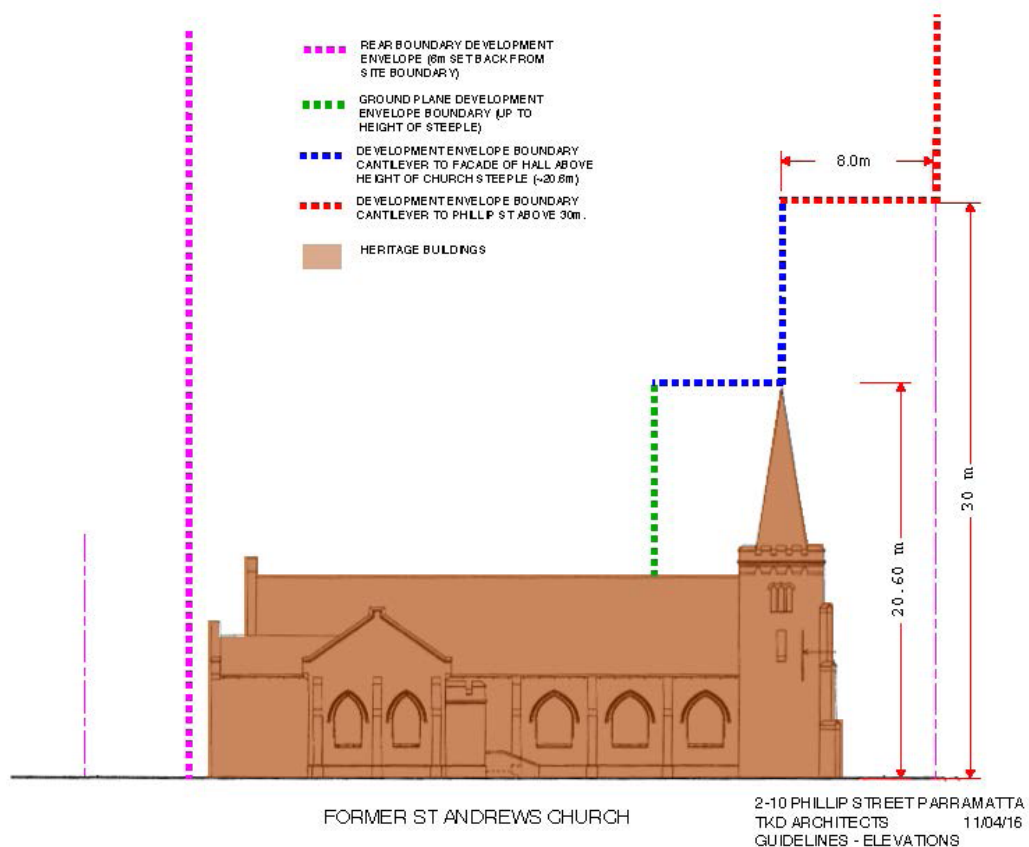 REAR BOUNDARY DEVELOPMENT
ENVELOPE (6m SET BACK FROM
SITE BOUNDARY)
GROUND PLANE DEVELOPMENT
ENVELOPE BOUNDARY (UP TO
HEIGHT OF STEEPLE)
DEVELOPMENT ENVELOPE BOUNDARY
CANTILEVER TO FACADE OF HALL ABOVE
HEIGHT OF CHURCH STEEPLE (~20.6m)
DEVELOPMENT ENVELOPE BOUNDARY
CANTILEVER TO PHILLIP ST ABOVE 30m.
HERITAGE BUILDINGS
8.0m
30 m
20.60 m
FORMER ST ANDREWS CHURCH
2-10 PHILLIP STREET PARRAMATTA
TKD ARCHITECTS 11/04/16
GUIDELINES - ELEVATIONS